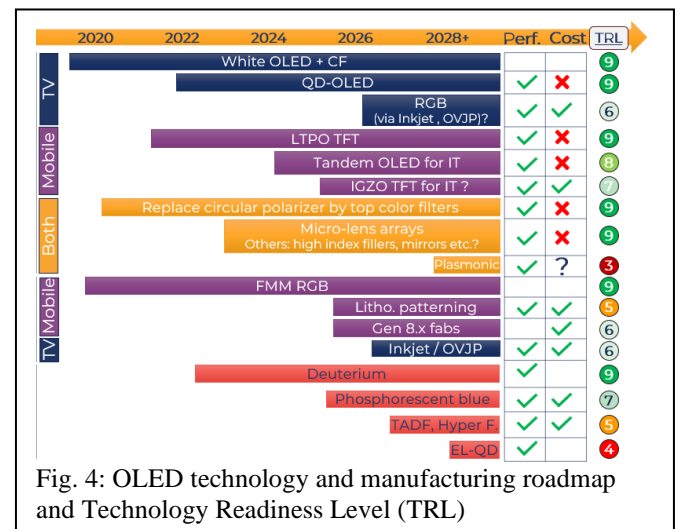 2020 2022 2024 2026 2028+ Perf. Cost TRL
TV
White OLED + CF 9
QD-OLED ✓ ✗ 9
RGB
(via Inkjet , OVJP)? ✓ ✓ 6
Mobile
LTPO TFT ✓ ✗ 9
Tandem OLED for IT ✓ ✗ 8
IGZO TFT for IT ? ✓ ✓ 7
Both
Replace circular polarizer by top color filters ✓ ✗ 9
Micro-lens arrays
Others: high index fillers, mirrors etc.? ✓ ✗ 9
Plasmonic ✓ ? 3
Mobile
FMM RGB 9
Litho. patterning ✓ ✓ 5
Gen 8.x fabs ✓ 6
TV
Inkjet / OVJP ✓ ✓ 6
Deuterium ✓ 9
Phosphorescent blue ✓ ✓ 7
TADF, Hyper F. ✓ ✓ 5
EL-QD ✓ 4
Fig. 4: OLED technology and manufacturing roadmap
and Technology Readiness Level (TRL)